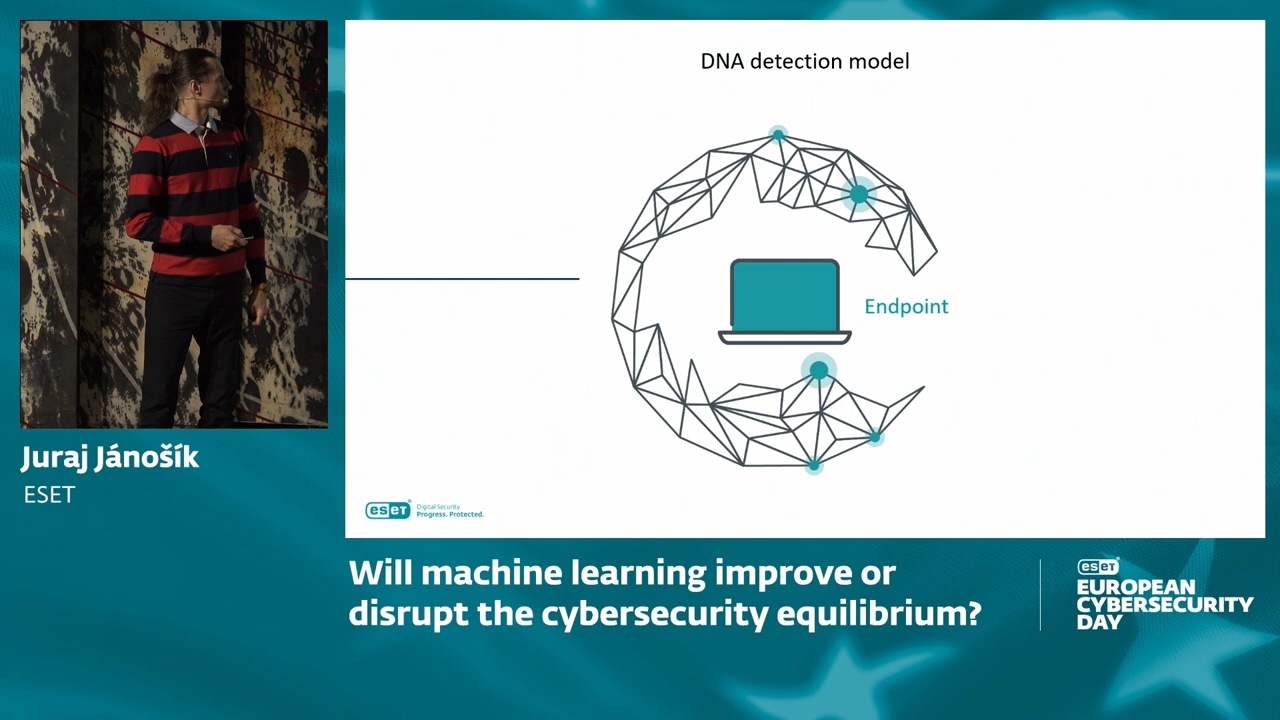 DNA detection model
Endpoint
eset
Digital Security
Progress. Protected.
Juraj Jánošík
ESET
Will machine learning improve or
disrupt the cybersecurity equilibrium?
eset
EUROPEAN
CYBERSECURITY
DAY